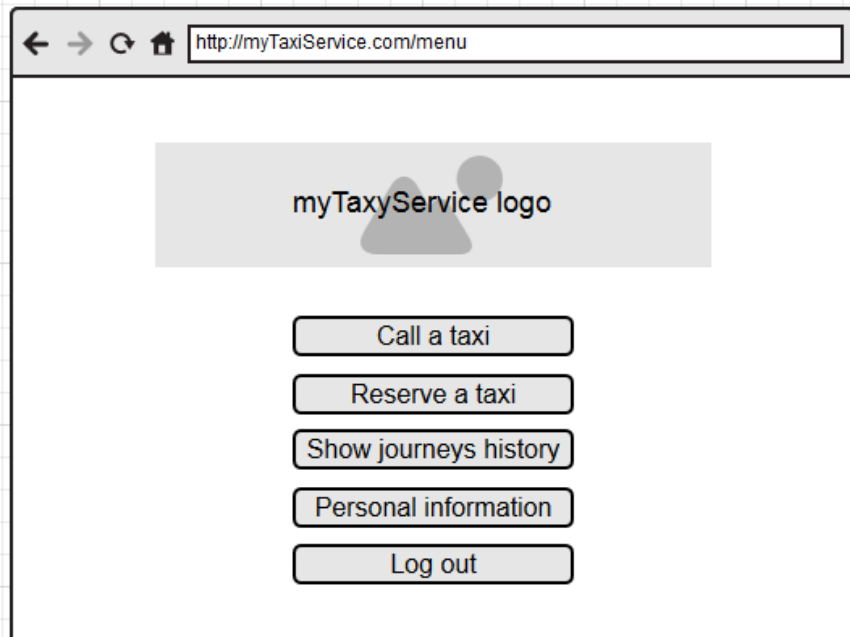 http://myTaxiService.com/menu
myTaxyService logo
Call a taxi
Reserve a taxi
Show journeys history
Personal information
Log out